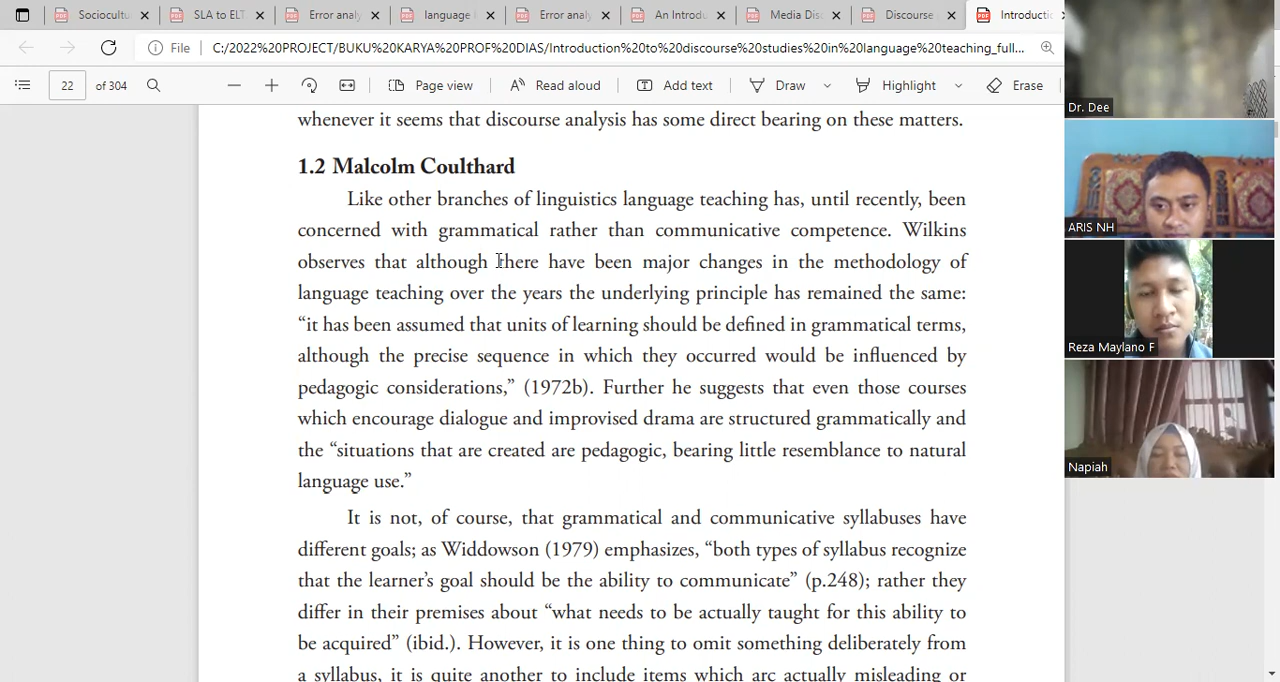 Sociocultu
SLA to ELT
Error analy
language
Error analy
An Introdu
Media Dis
Discourse
Introductio
File C:/2022%20PROJECT/BUKU%20KARYA%20PROF%20DIAS/Introduction%20to%20discourse%20studies%20in%20language%20teaching_full...
22 of 304 Page view Read aloud Add text Draw Highlight Erase
whenever it seems that discourse analysis has some direct bearing on these matters.
1.2 Malcolm Coulthard
Like other branches of linguistics language teaching has, until recently, been
concerned with grammatical rather than communicative competence. Wilkins
observes that although there have been major changes in the methodology of
language teaching over the years the underlying principle has remained the same:
“it has been assumed that units of learning should be defined in grammatical terms,
although the precise sequence in which they occurred would be influenced by
pedagogic considerations,” (1972b). Further he suggests that even those courses
which encourage dialogue and improvised drama are structured grammatically and
the “situations that are created are pedagogic, bearing little resemblance to natural
language use.”
It is not, of course, that grammatical and communicative syllabuses have
different goals; as Widdowson (1979) emphasizes, “both types of syllabus recognize
that the learner’s goal should be the ability to communicate” (p.248); rather they
differ in their premises about “what needs to be actually taught for this ability to
be acquired” (ibid.). However, it is one thing to omit something deliberately from
a syllabus, it is quite another to include items which arc actually misleading or
Dr. Dee
ARIS NH
Reza Maylano F
Napiah